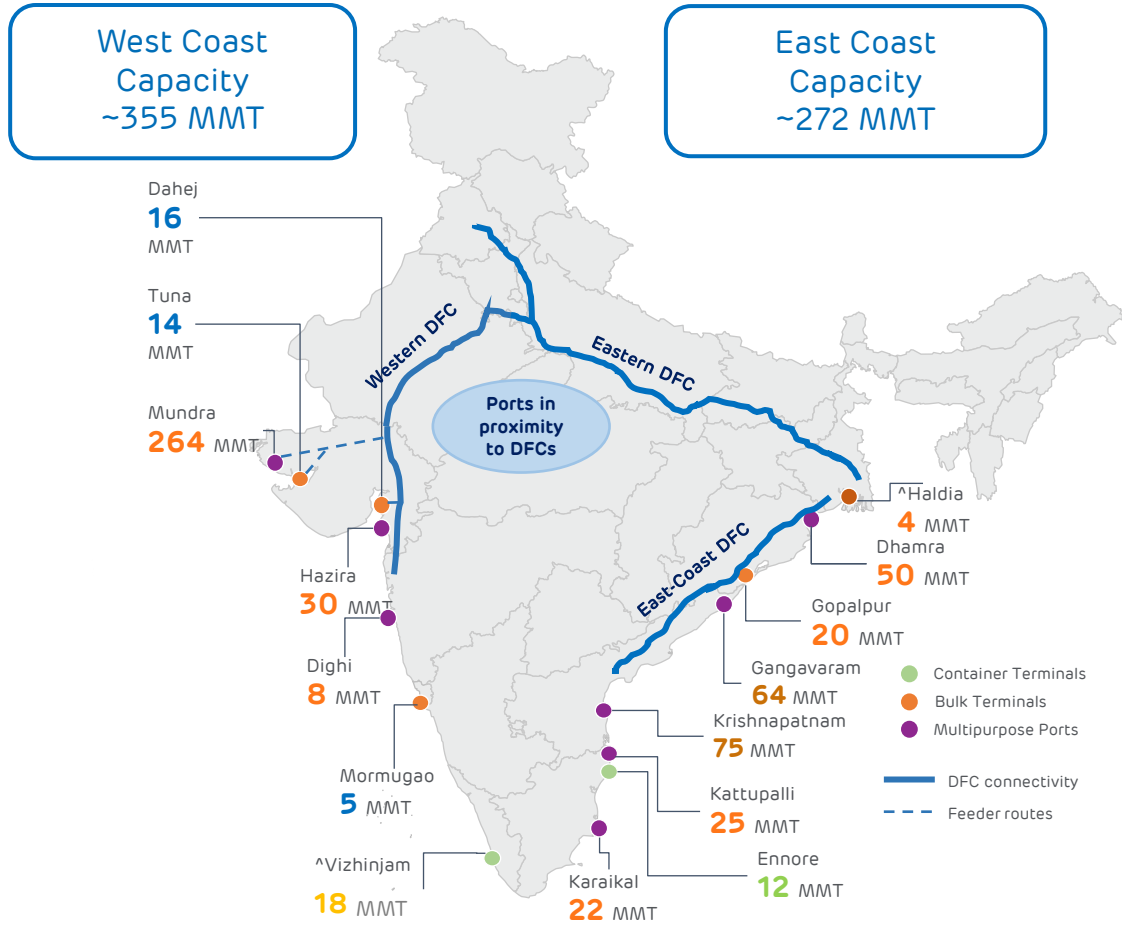 West Coast
Capacity
~355 MMT
East Coast
Capacity
~272 MMT
Dahej
16
MMT
Tuna
14
MMT
Mundra
264 MMT
Hazira
30 MMT
Dighi
8 MMT
Mormugao
5 MMT
^Vizhinjam
18 MMT
Western DFC
Eastern DFC
Ports in
proximity
to DFCs
East-Coast DFC
^Haldia
4 MMT
Dhamra
50 MMT
Gopalpur
20 MMT
Gangavaram
64 MMT
Krishnapatnam
75 MMT
Kattupalli
25 MMT
Ennore
12 MMT
Karaikal
22 MMT
Container Terminals
Bulk Terminals
Multipurpose Ports
DFC connectivity
Feeder routes